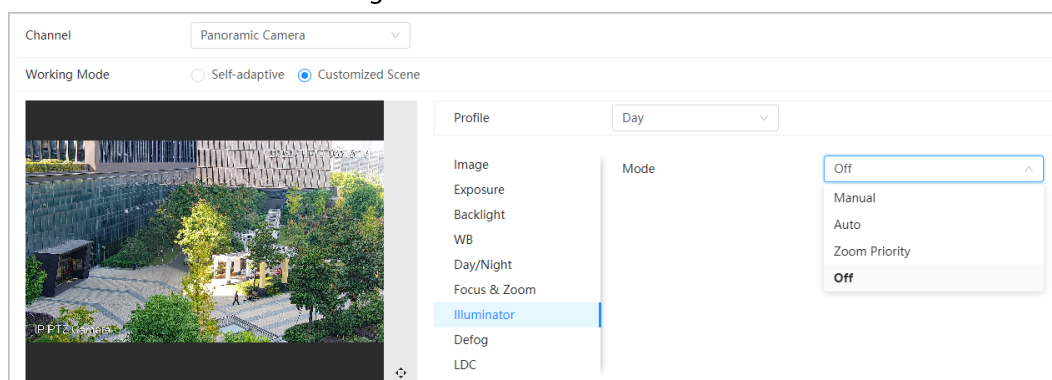 Channel Panoramic Camera
Working Mode Self-adaptive Customized Scene
Profile Day
Image Mode Off
Exposure Manual
Backlight Auto
WB Zoom Priority
Day/Night Off
Focus & Zoom
Illuminator
Defog
LDC
IP PTZ Camera